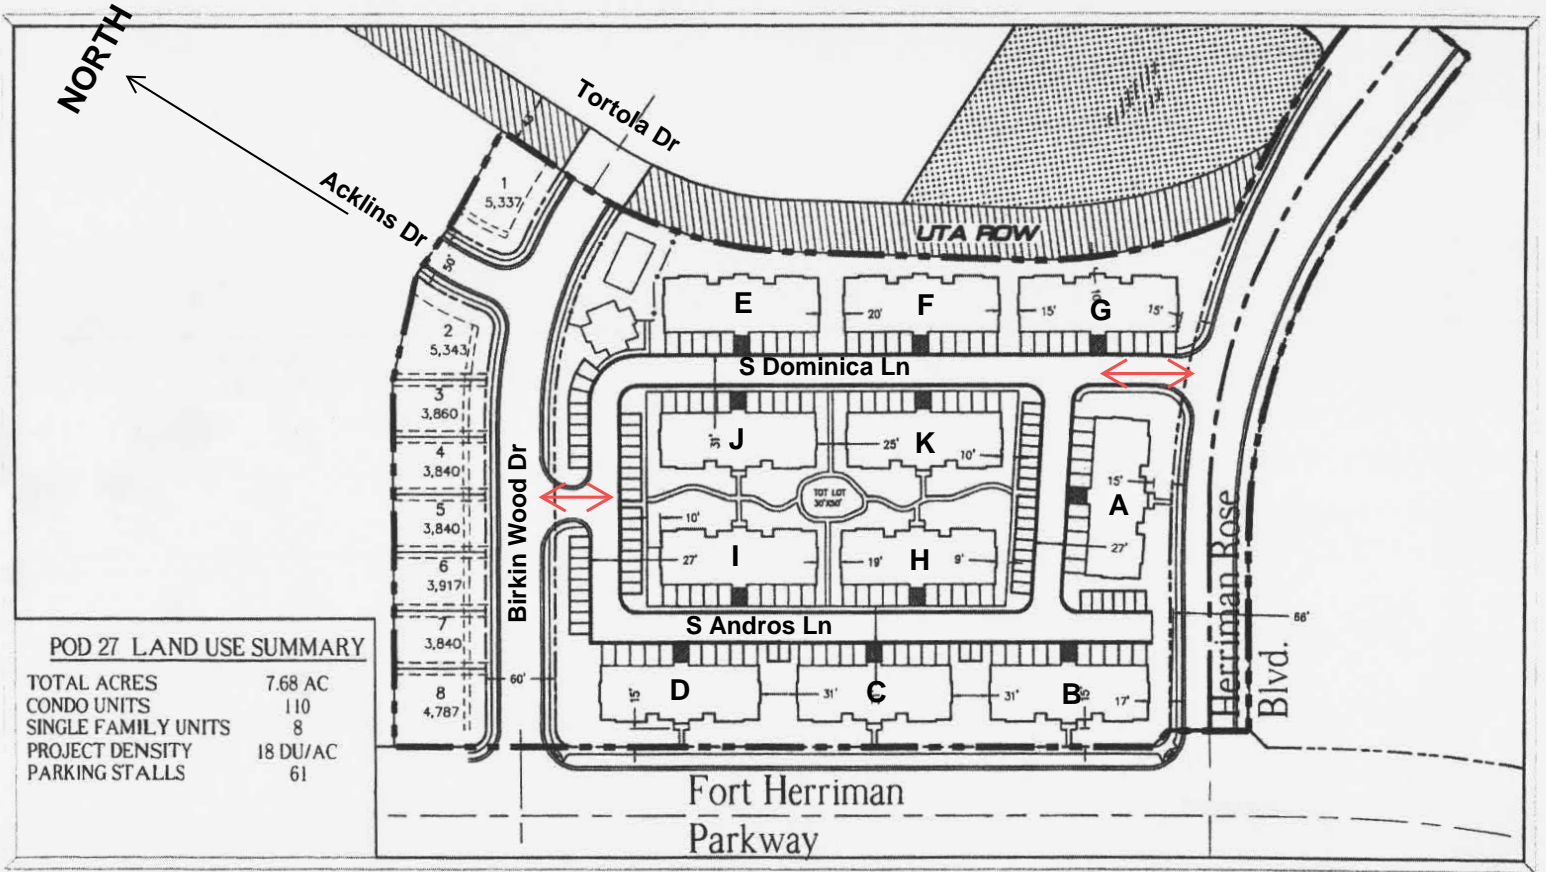 NORTH
Tortola Dr
Acklins Dr
1
5,337
50'
UTA ROW
2
5,343
3
3,860
4
3,840
5
3,840
6
3,917
7
3,840
8
4,787
E
F
G
20'
15'
10'
15'
S Dominica Ln
J
K
31'
25'
10'
Birkin Wood Dr
TOT LOT
30'X50'
15'
A
10'
I
H
27'
19'
9'
27'
S Andros Ln
66'
Herriman Rose
Blvd.
60'
D
C
B
15'
31'
31'
15'
17'
POD 27 LAND USE SUMMARY
TOTAL ACRES 7.68 AC
CONDO UNITS 110
SINGLE FAMILY UNITS 8
PROJECT DENSITY 18 DU/AC
PARKING STALLS 61
Fort Herriman
Parkway